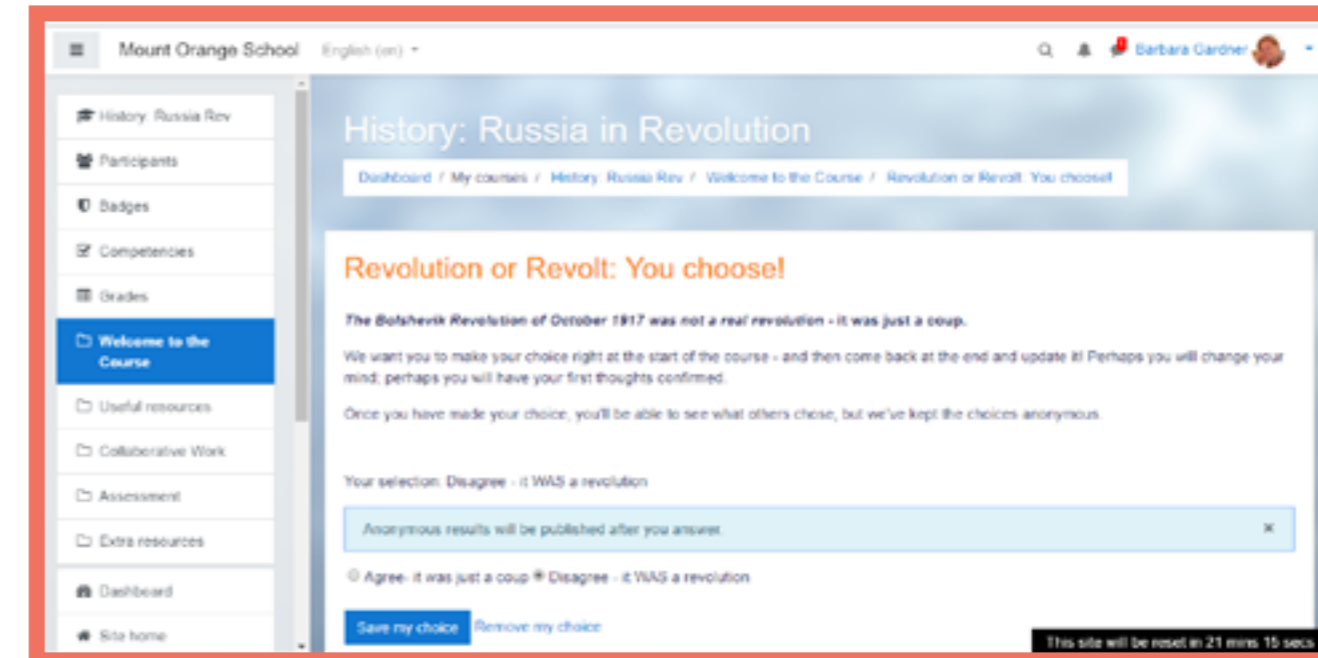 Mount Orange School English (en)
Barbara Gardner
History: Russia Rev
Participants
Badges
Competencies
Grades
Welcome to the
Course
Useful resources
Collaborative Work
Assessment
Extra resources
Dashboard
Site home
History: Russia in Revolution
Dashboard / My courses / History: Russia Rev / Welcome to the Course / Revolution or Revolt: You choose!
Revolution or Revolt: You choose!
The Bolshevik Revolution of October 1917 was not a real revolution - it was just a coup.
We want you to make your choice right at the start of the course - and then come back at the end and update it! Perhaps you will change your
mind; perhaps you will have your first thoughts confirmed.
Once you have made your choice, you'll be able to see what others chose, but we've kept the choices anonymous.
Your selection: Disagree - it WAS a revolution
Anonymous results will be published after you answer.
Agree- it was just a coup Disagree - it WAS a revolution
Save my choice Remove my choice
This site will be reset in 21 mins 15 secs